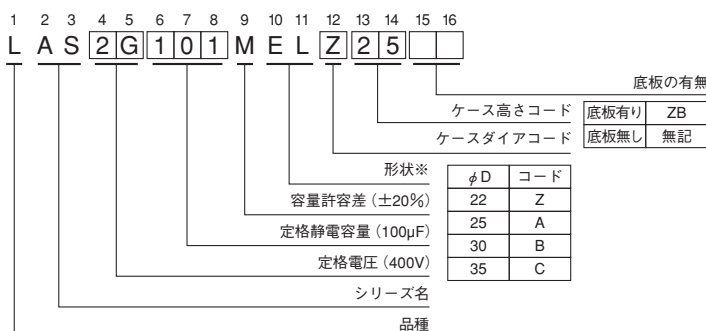 1 2 3 4 5 6 7 8 9 10 11 12 13 14 15 16
L A S 2 G 1 0 1 M E L Z 2 5
底板の有無
底板有り ZB
底板無し 無記
ケース高さコード
ケースダイアコード
形状※
容量許容差（±20％）
定格静電容量（100μF）
定格電圧（400V）
シリーズ名
品種
φD コード
22 Z
25 A
30 B
35 C